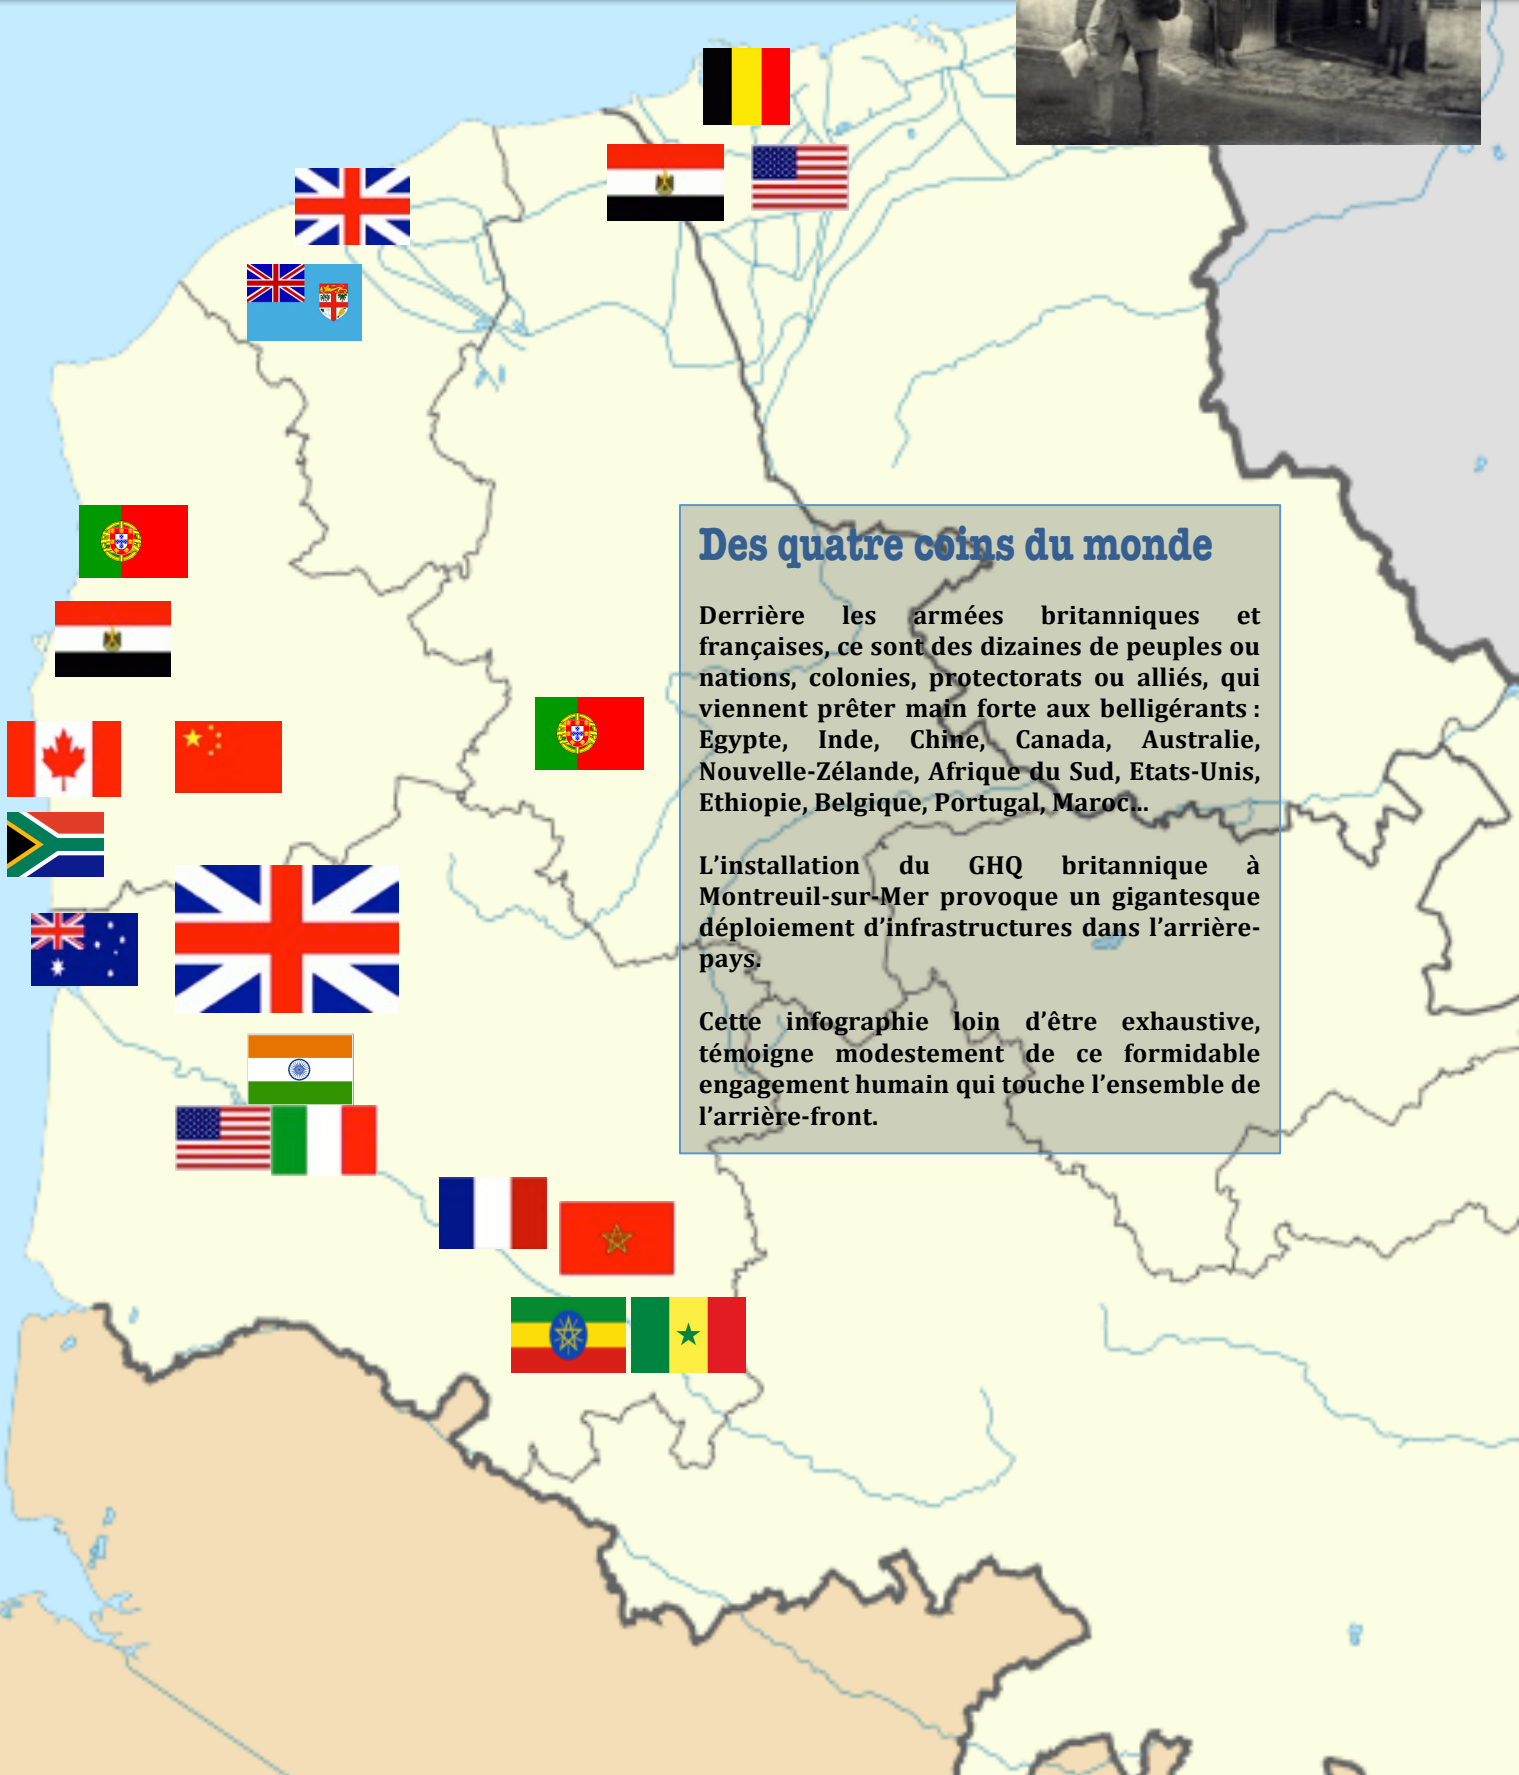 Des quatre coins du monde
Derrière les armées britanniques et
françaises, ce sont des dizaines de peuples ou
nations, colonies, protectorats ou alliés, qui
viennent prêter main forte aux belligérants :
Egypte, Inde, Chine, Canada, Australie,
Nouvelle-Zélande, Afrique du Sud, Etats-Unis,
Ethiopie, Belgique, Portugal, Maroc...
L'installation du GHQ britannique à
Montreuil-sur-Mer provoque un gigantesque
déploiement d'infrastructures dans l'arrière-
pays.
Cette infographie loin d'être exhaustive,
témoigne modestement de ce formidable
engagement humain qui touche l'ensemble de
l'arrière-front.